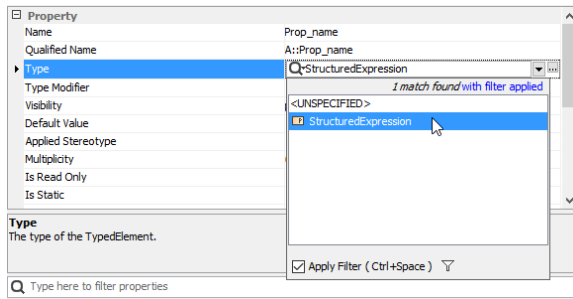 Property
Name Prop_name
Qualified Name A::Prop_name
Type StructuredExpression
Type Modifier 1 match found with filter applied
Visibility <UNSPECIFIED>
Default Value StructuredExpression
Applied Stereotype
Multiplicity
Is Read Only
Is Static
Type
The type of the TypedElement.
Apply Filter ( Ctrl+Space )
Type here to filter properties